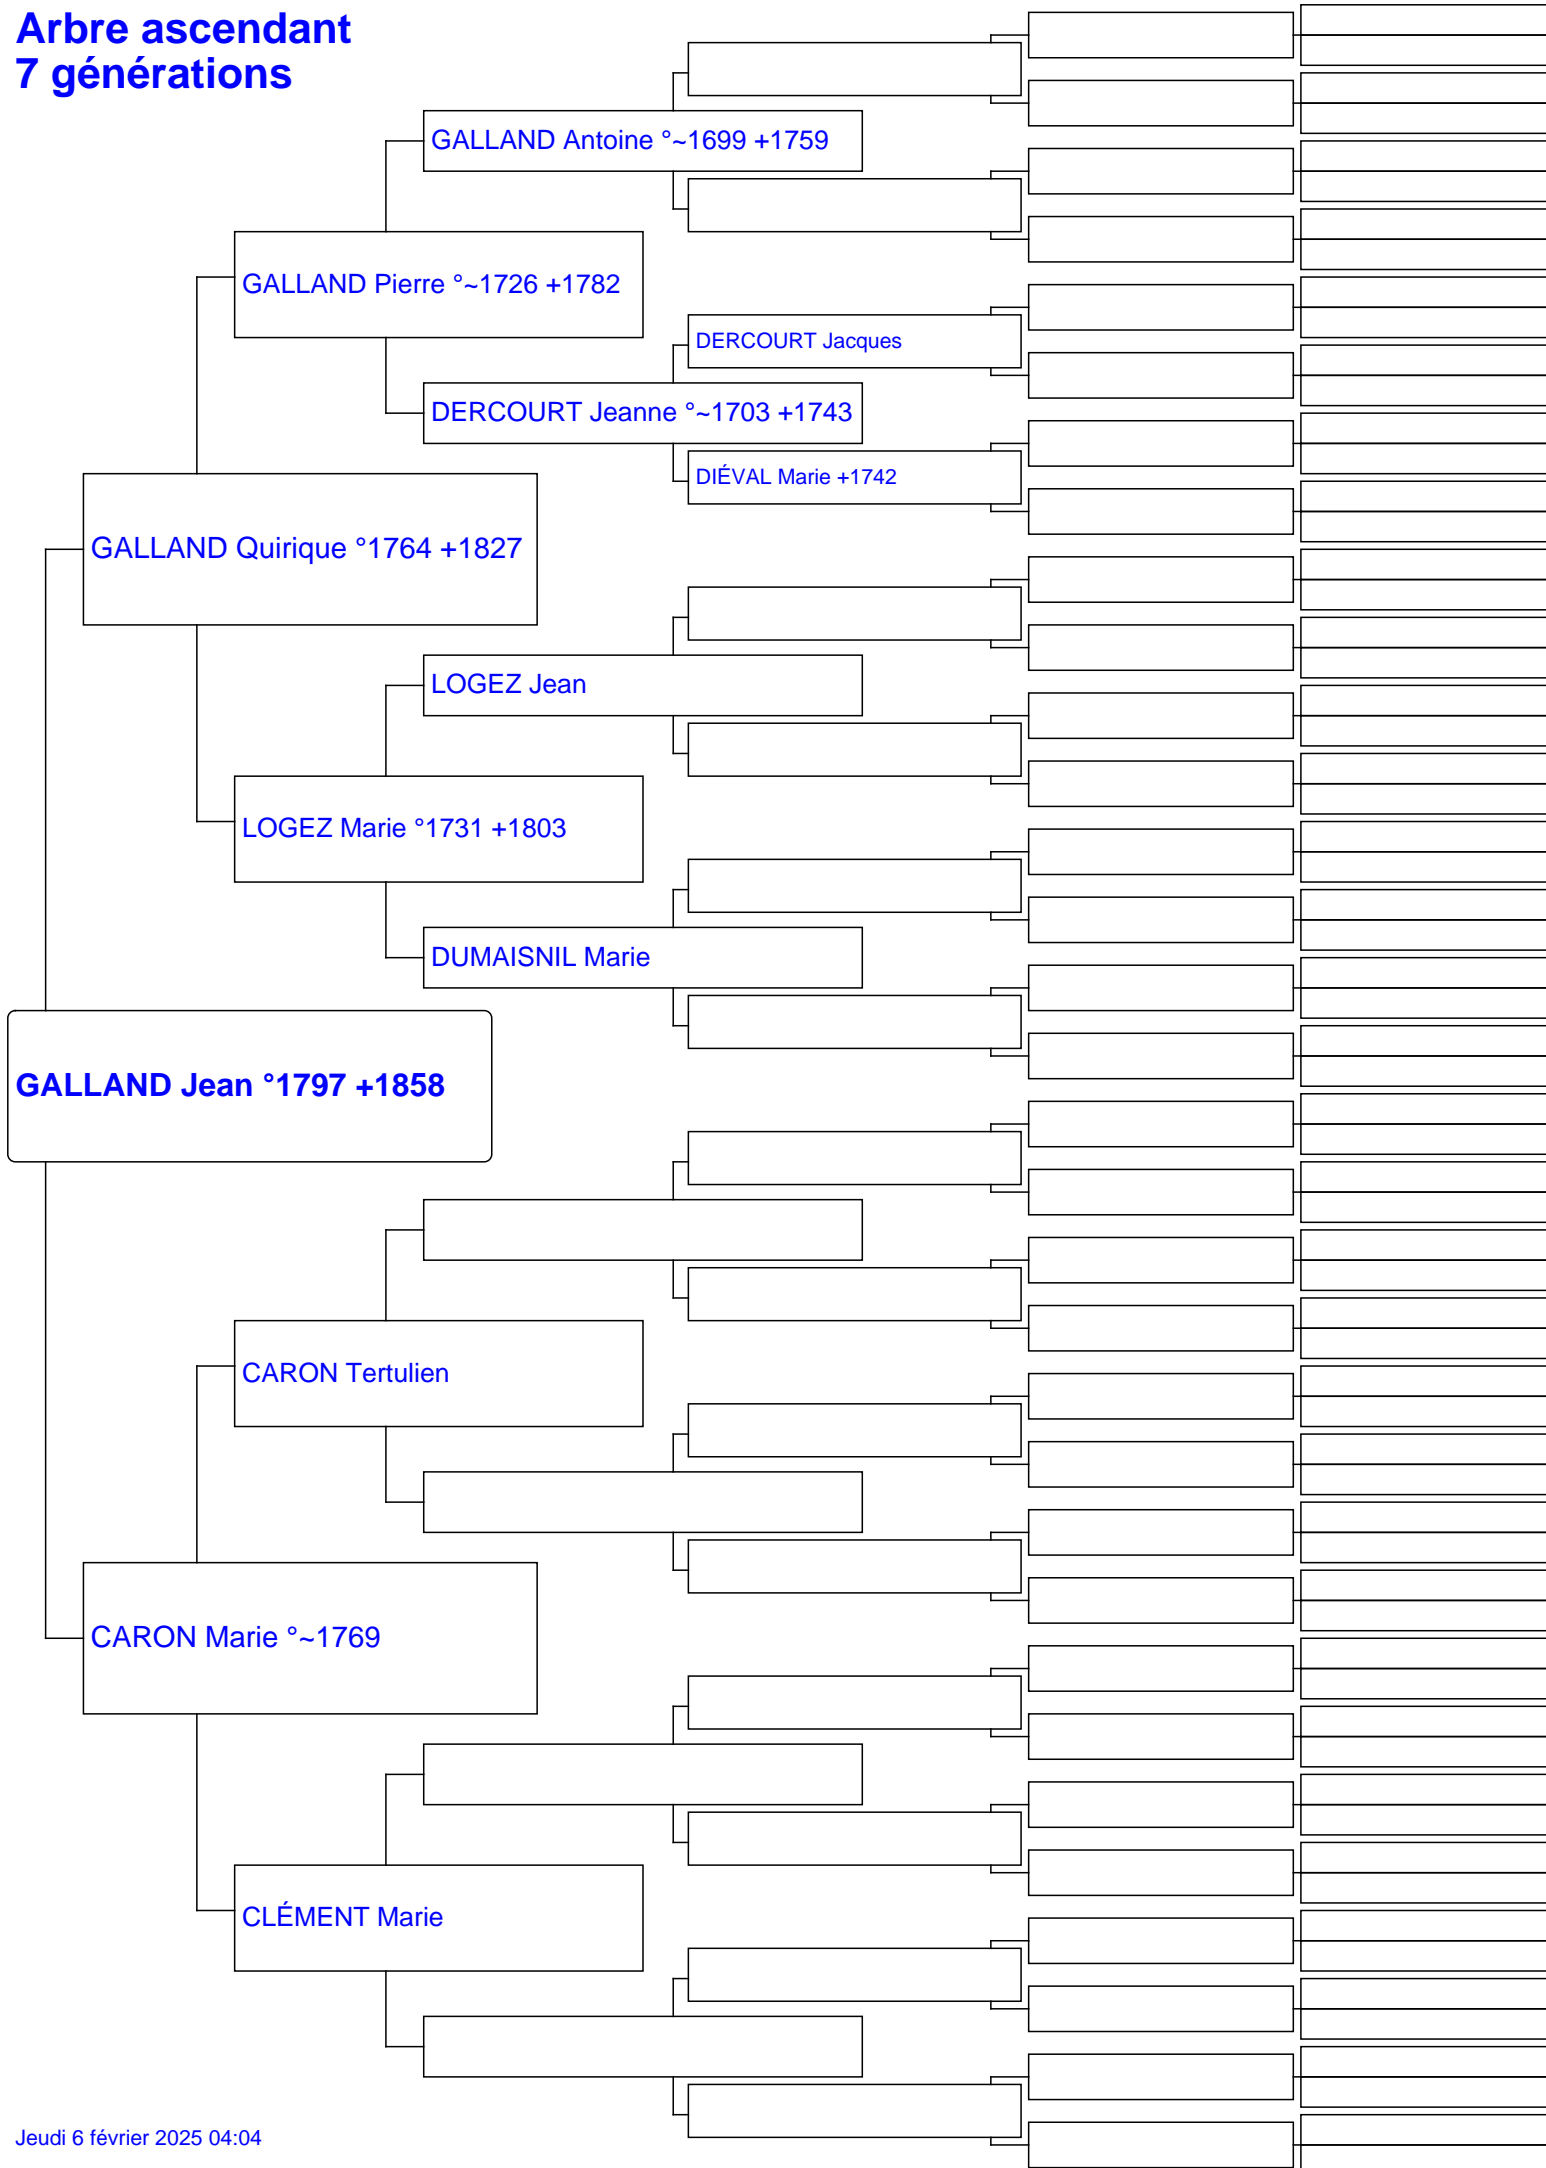 Arbre ascendant
7 générations
GALLAND Antoine °~1699 +1759
GALLAND Pierre °~1726 +1782
DERCOURT Jacques
DERCOURT Jeanne °~1703 +1743
DIÉVAL Marie +1742
GALLAND Quirique °1764 +1827
LOGEZ Jean
LOGEZ Marie °1731 +1803
DUMAISNIL Marie
GALLAND Jean °1797 +1858
CARON Tertulien
CARON Marie °~1769
CLÉMENT Marie
Jeudi 6 février 2025 04:04